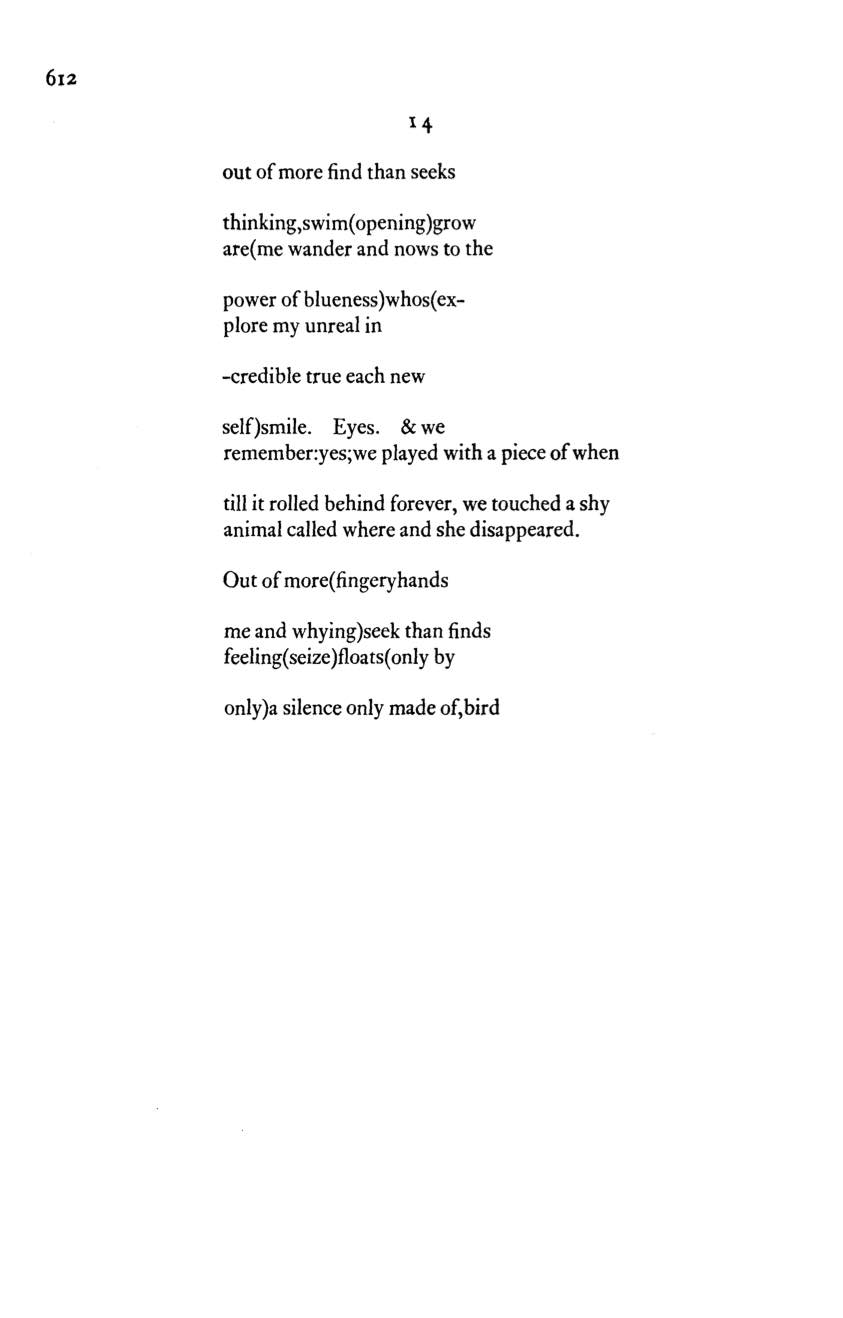 612
14
out of more find than seeks
thinking,swim(opening)grow
are(me wander and nows to the
power of blueness)whos(ex-
plore my unreal in
-credible true each new
self)smile.   Eyes.   & we
remember:yes;we played with a piece of when
till it rolled behind forever, we touched a shy
animal called where and she disappeared.
Out of more(fingeryhands
me and whying)seek than finds
feeling(seize)floats(only by
only)a silence only made of,bird